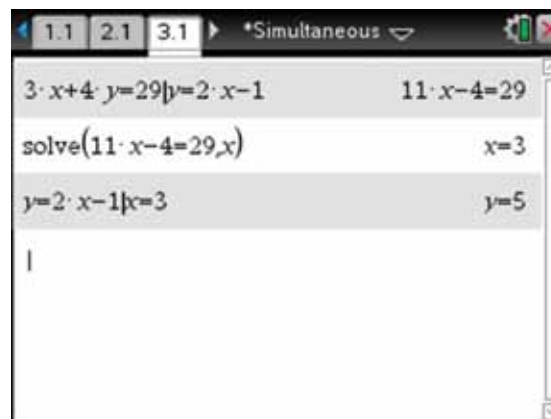 1.1 2.1 3.1 *Simultaneous
3·x+4·y=29|y=2·x−1 11·x−4=29
solve(11·x−4=29,x) x=3
y=2·x−1|x=3 y=5